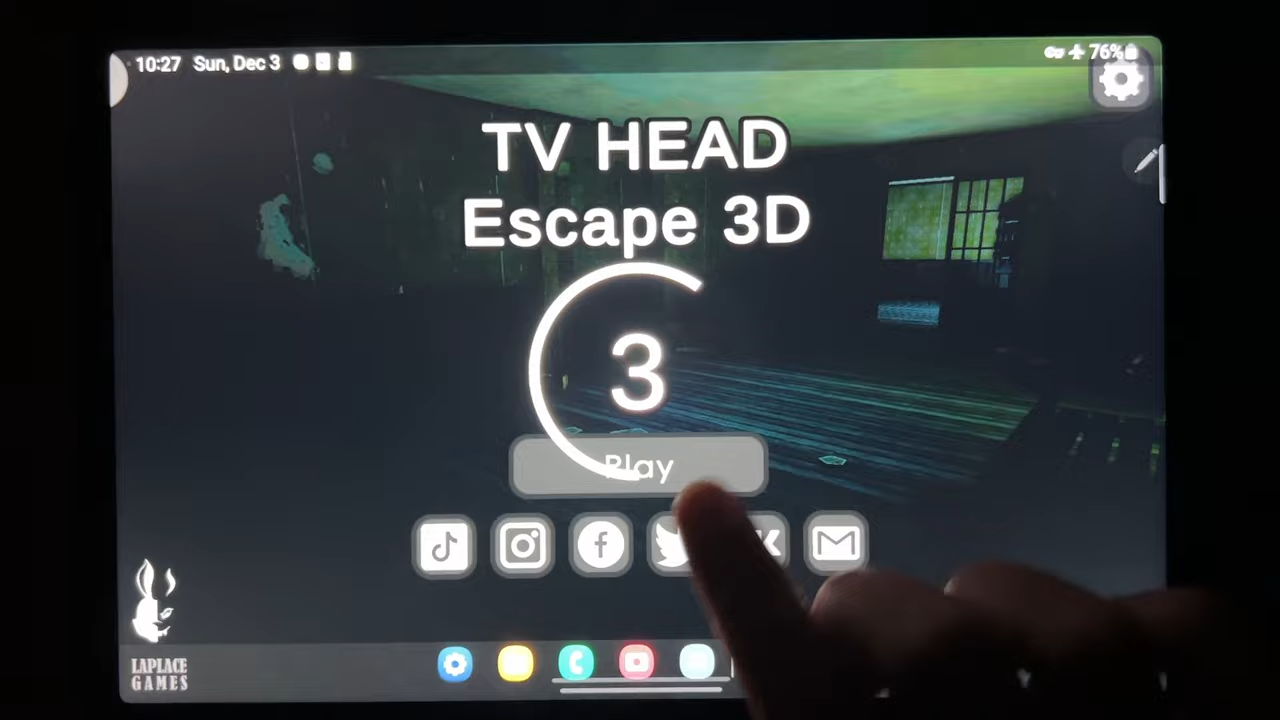 10:27 Sun, Dec 3
76%
TV HEAD
Escape 3D
3
Play
LAPLACE
GAMES